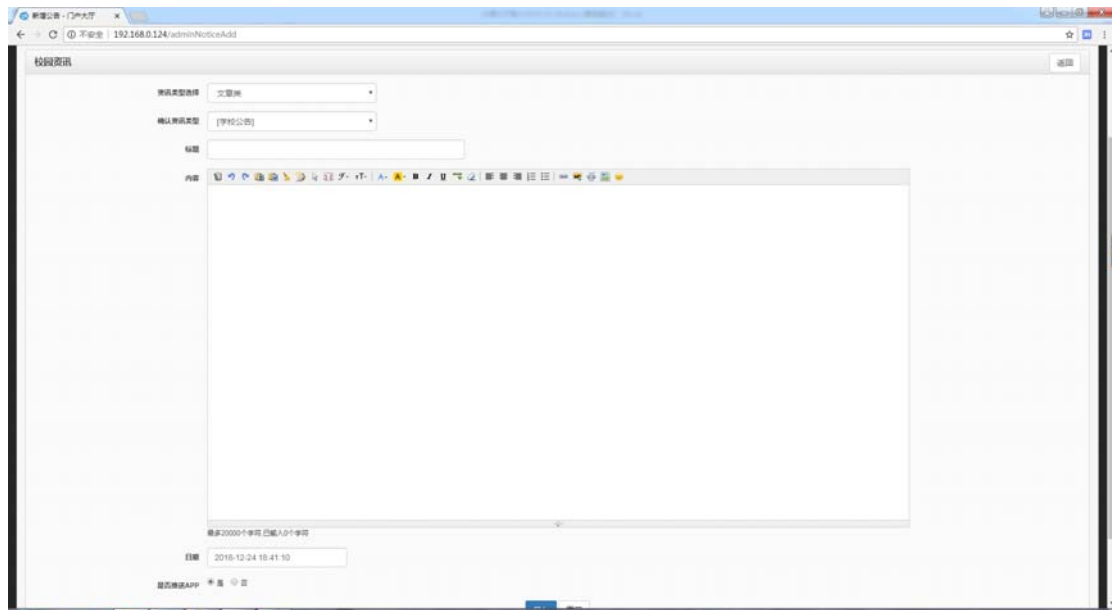 新增公告 - 门户大厅
不安全 | 192.168.0.124/adminNoticeAdd
校园资讯
返回
资讯类型选择 文章类
确认资讯类型 [学校公告]
标题
内容
最多20000个字符,已输入0个字符
日期 2016-12-24 16:41:10
是否推送APP 是 否